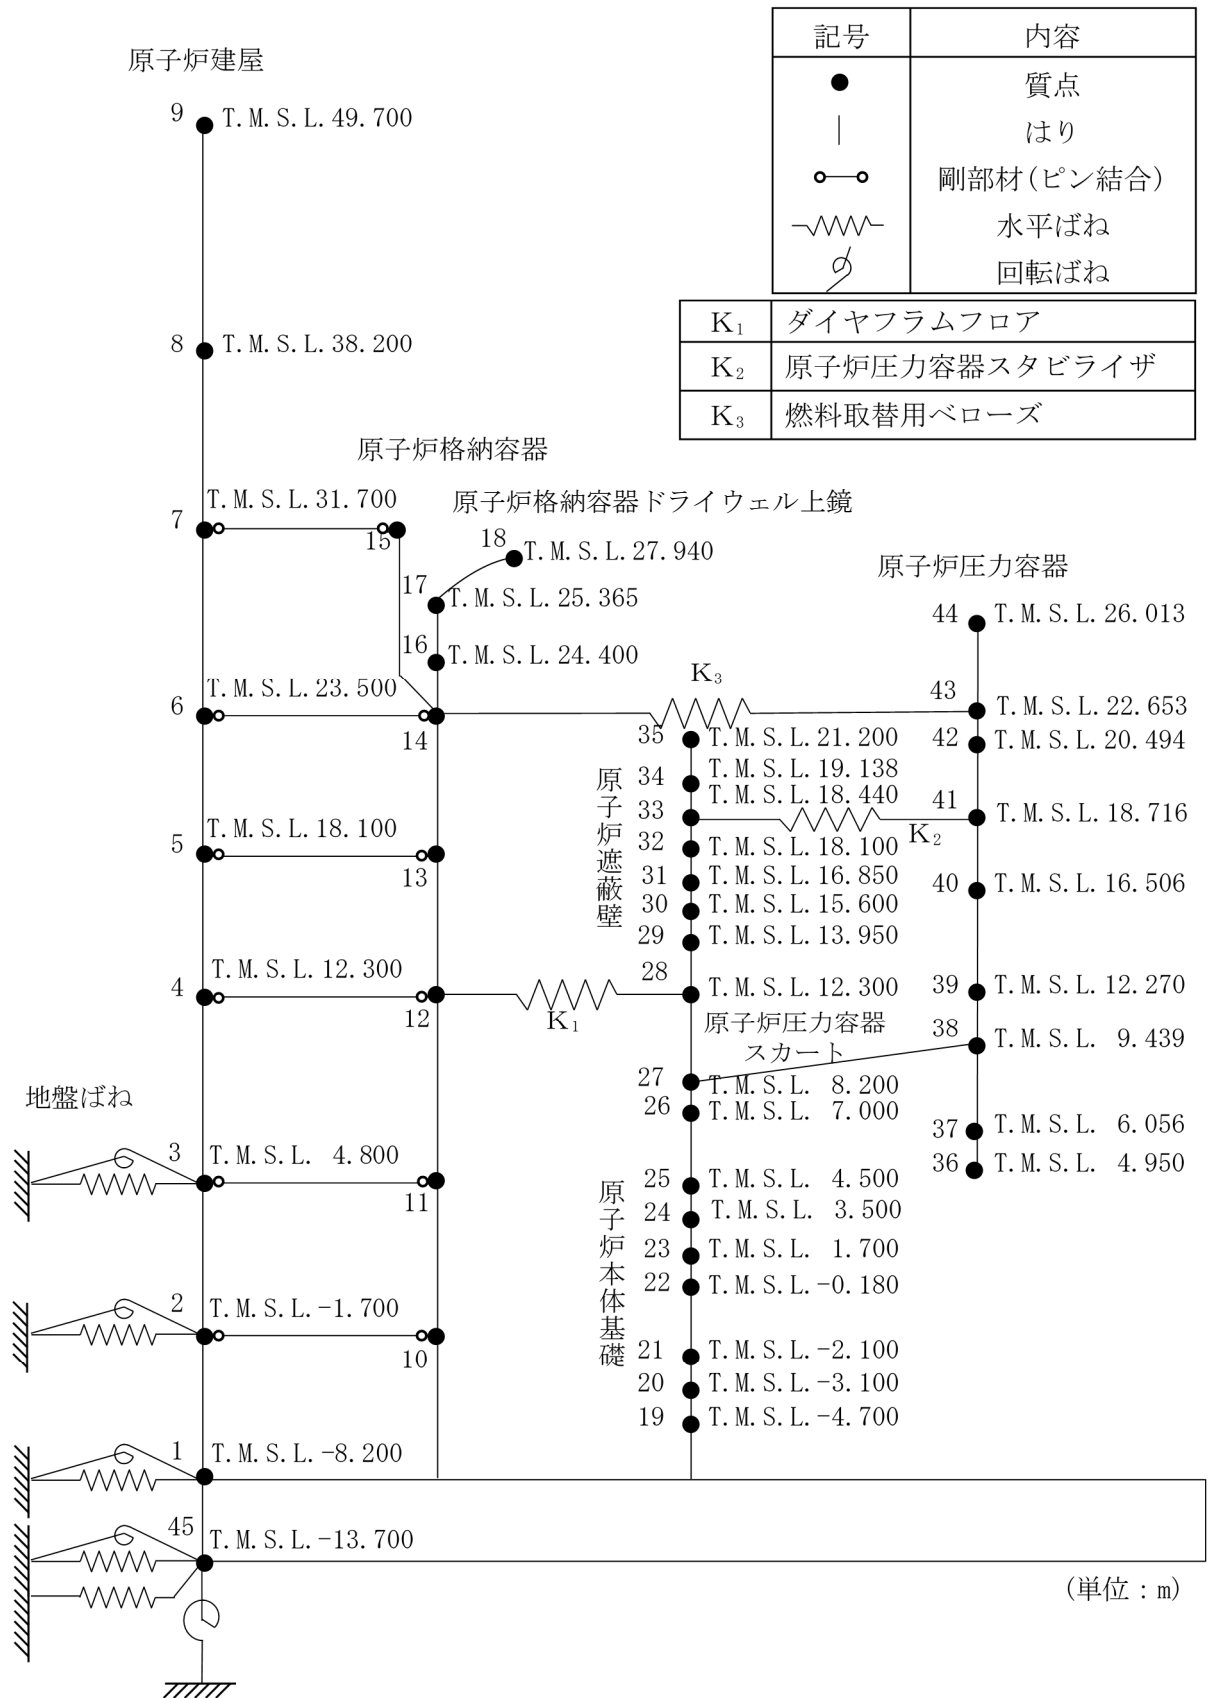 記号 内容
質点
はり
剛部材(ピン結合)
水平ばね
回転ばね
K₁ ダイヤフラムフロア
K₂ 原子炉圧力容器スタビライザ
K₃ 燃料取替用ベローズ
原子炉建屋
9 T.M.S.L.49.700
8 T.M.S.L.38.200
7 T.M.S.L.31.700
6 T.M.S.L.23.500
5 T.M.S.L.18.100
4 T.M.S.L.12.300
地盤ばね
3 T.M.S.L. 4.800
2 T.M.S.L.-1.700
1 T.M.S.L.-8.200
45 T.M.S.L.-13.700
原子炉格納容器
15
原子炉格納容器ドライウェル上鏡
18 T.M.S.L.27.940
17 T.M.S.L.25.365
16 T.M.S.L.24.400
14
13
12
11
10
K₃
K₂
K₁
35 T.M.S.L.21.200
34 T.M.S.L.19.138
33 T.M.S.L.18.440
32 T.M.S.L.18.100
31 T.M.S.L.16.850
30 T.M.S.L.15.600
29 T.M.S.L.13.950
28 T.M.S.L.12.300
原子炉遮蔽壁
原子炉圧力容器
スカート
27 T.M.S.L. 8.200
26 T.M.S.L. 7.000
25 T.M.S.L. 4.500
24 T.M.S.L. 3.500
23 T.M.S.L. 1.700
22 T.M.S.L.-0.180
21 T.M.S.L.-2.100
20 T.M.S.L.-3.100
19 T.M.S.L.-4.700
原子炉本体基礎
原子炉圧力容器
44 T.M.S.L.26.013
43 T.M.S.L.22.653
42 T.M.S.L.20.494
41 T.M.S.L.18.716
40 T.M.S.L.16.506
39 T.M.S.L.12.270
38 T.M.S.L. 9.439
37 T.M.S.L. 6.056
36 T.M.S.L. 4.950
(単位:m)